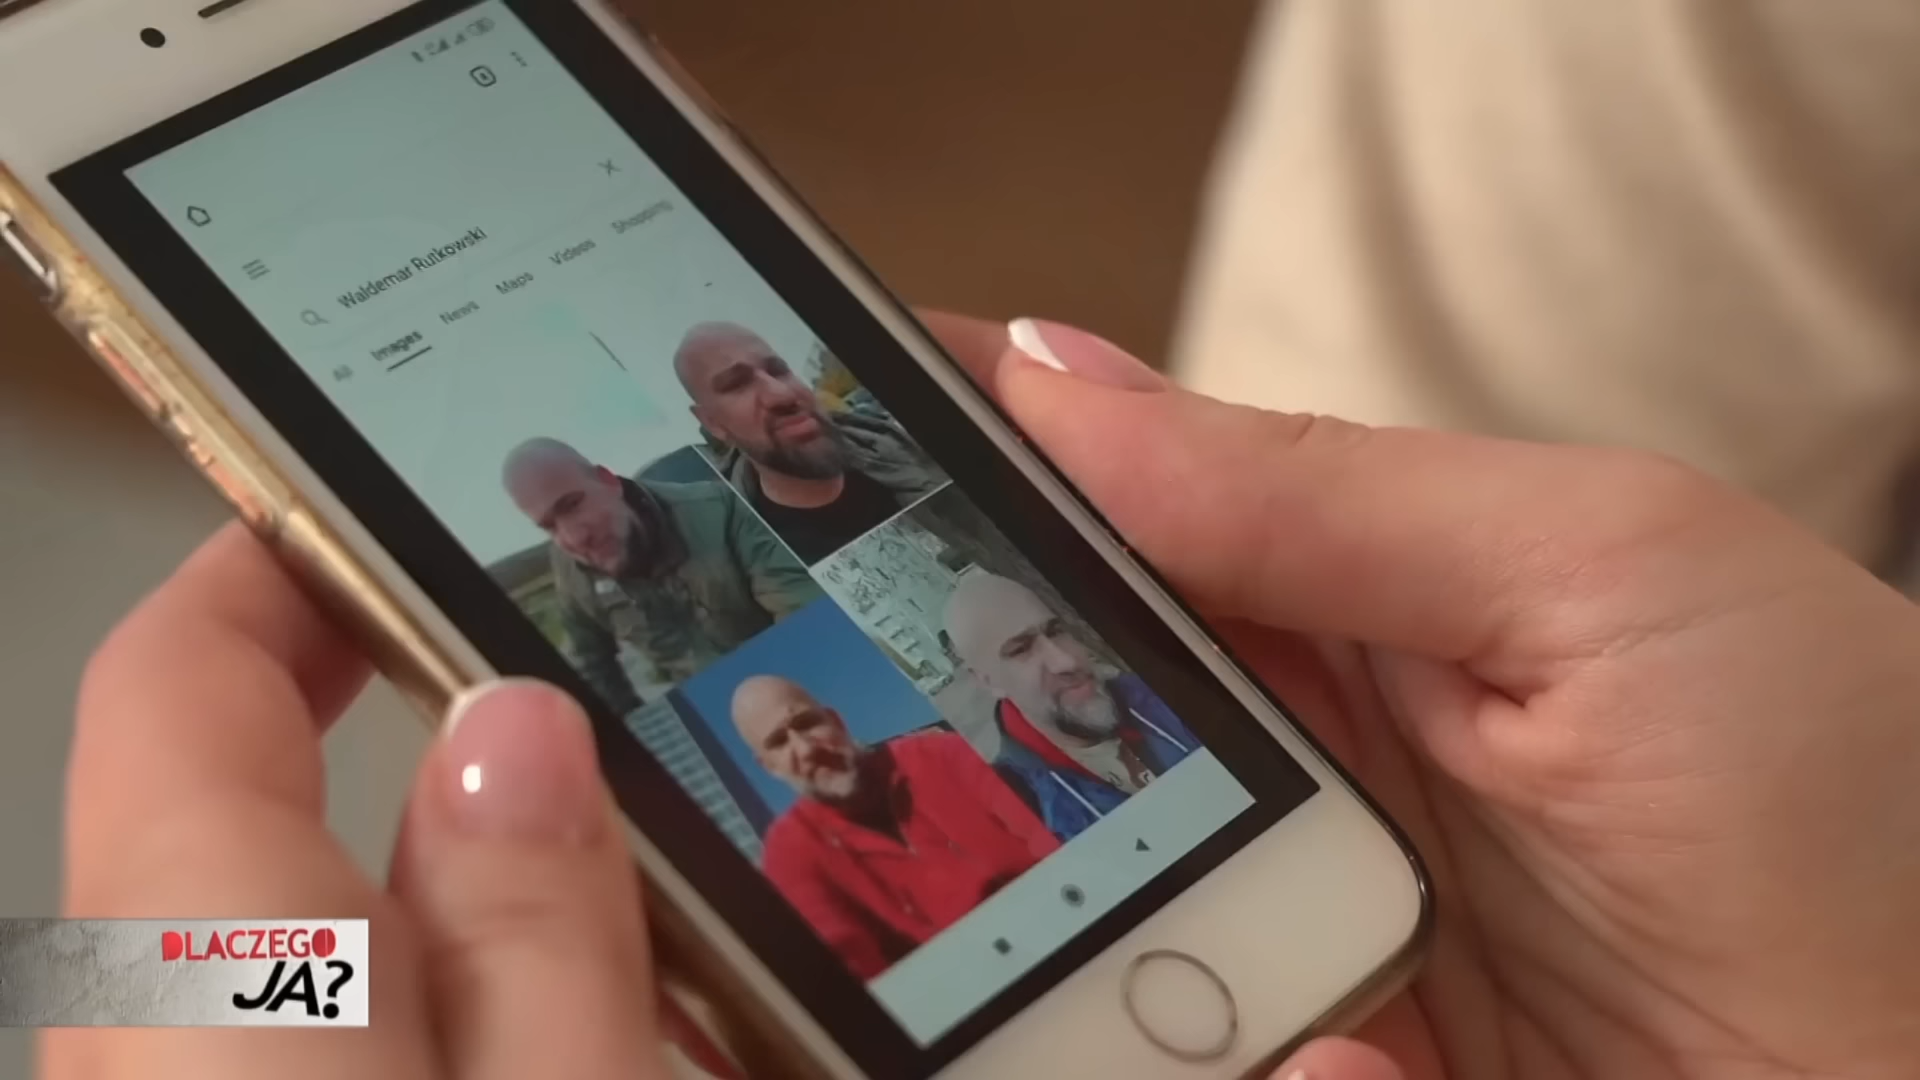 Waldemar Rutkowski
All Images News Maps Videos Shopping
DLACZEGO
JA?